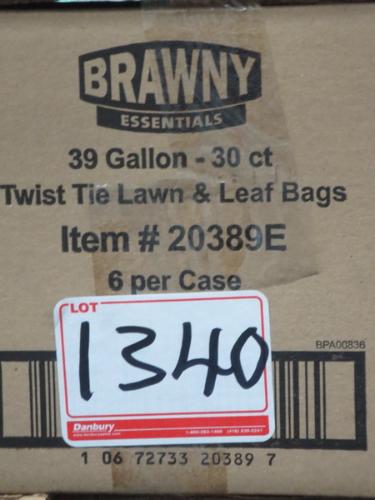 BRAWNY
ESSENTIALS
39 Gallon - 30 ct
Twist Tie Lawn & Leaf Bags
Item # 20389E
6 per Case
LOT
1340
BPA00836
Danbury
1 06 72733 20389 7